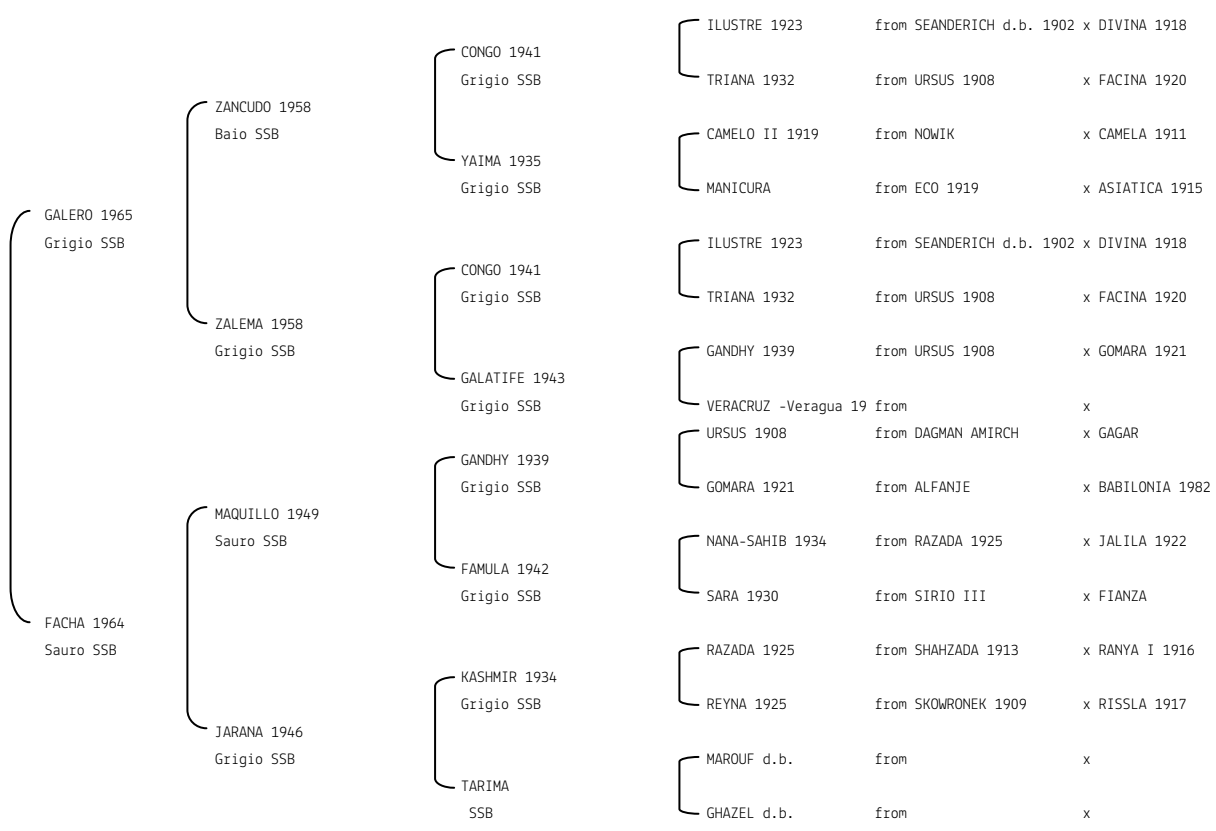 ILUSTRE 1923 from SEANDERICH d.b. 1902 x DIVINA 1918
CONGO 1941
Grigio SSB TRIANA 1932 from URSUS 1908 x FACINA 1920
ZANCUDO 1958
Baio SSB CAMELO II 1919 from NOWIK x CAMELA 1911
YAIMA 1935
Grigio SSB MANICURA from ECO 1919 x ASIATICA 1915
GALERO 1965
Grigio SSB ILUSTRE 1923 from SEANDERICH d.b. 1902 x DIVINA 1918
CONGO 1941
Grigio SSB TRIANA 1932 from URSUS 1908 x FACINA 1920
ZALEMA 1958
Grigio SSB GANDHY 1939 from URSUS 1908 x GOMARA 1921
GALATIFE 1943
Grigio SSB VERACRUZ -Veragua 19 from x
URSUS 1908 from DAGMAN AMIRCH x GAGAR
GANDHY 1939
Grigio SSB GOMARA 1921 from ALFANJE x BABILONIA 1982
MAQUILLO 1949
Sauro SSB NANA-SAHIB 1934 from RAZADA 1925 x JALILA 1922
FAMULA 1942
Grigio SSB SARA 1930 from SIRIO III x FIANZA
FACHA 1964
Sauro SSB RAZADA 1925 from SHAHZADA 1913 x RANYA I 1916
KASHMIR 1934
Grigio SSB REYNA 1925 from SKOWRONEK 1909 x RISSLA 1917
JARANA 1946
Grigio SSB MAROUF d.b. from x
TARIMA
SSB GHAZEL d.b. from x